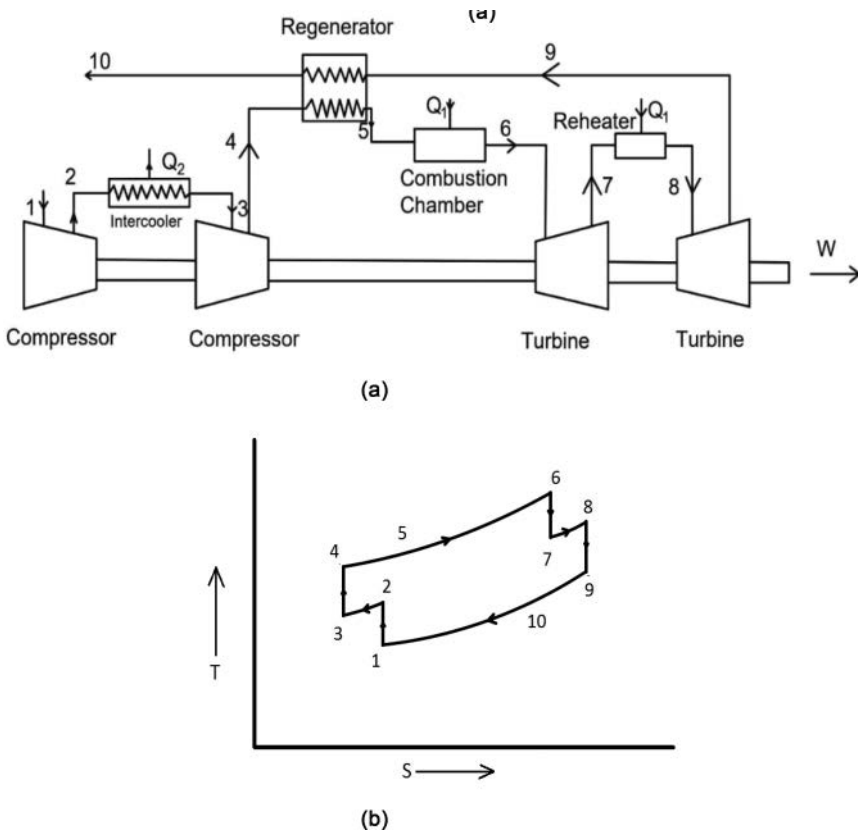 (a)
Regenerator
10
9
Q₁
Reheater
Q₁
4
5
6
2
Q₂
7
8
Combustion
Chamber
1
3
Intercooler
W
Compressor
Compressor
Turbine
Turbine
(a)
6
8
5
4
7
2
9
3
10
1
T
S
(b)